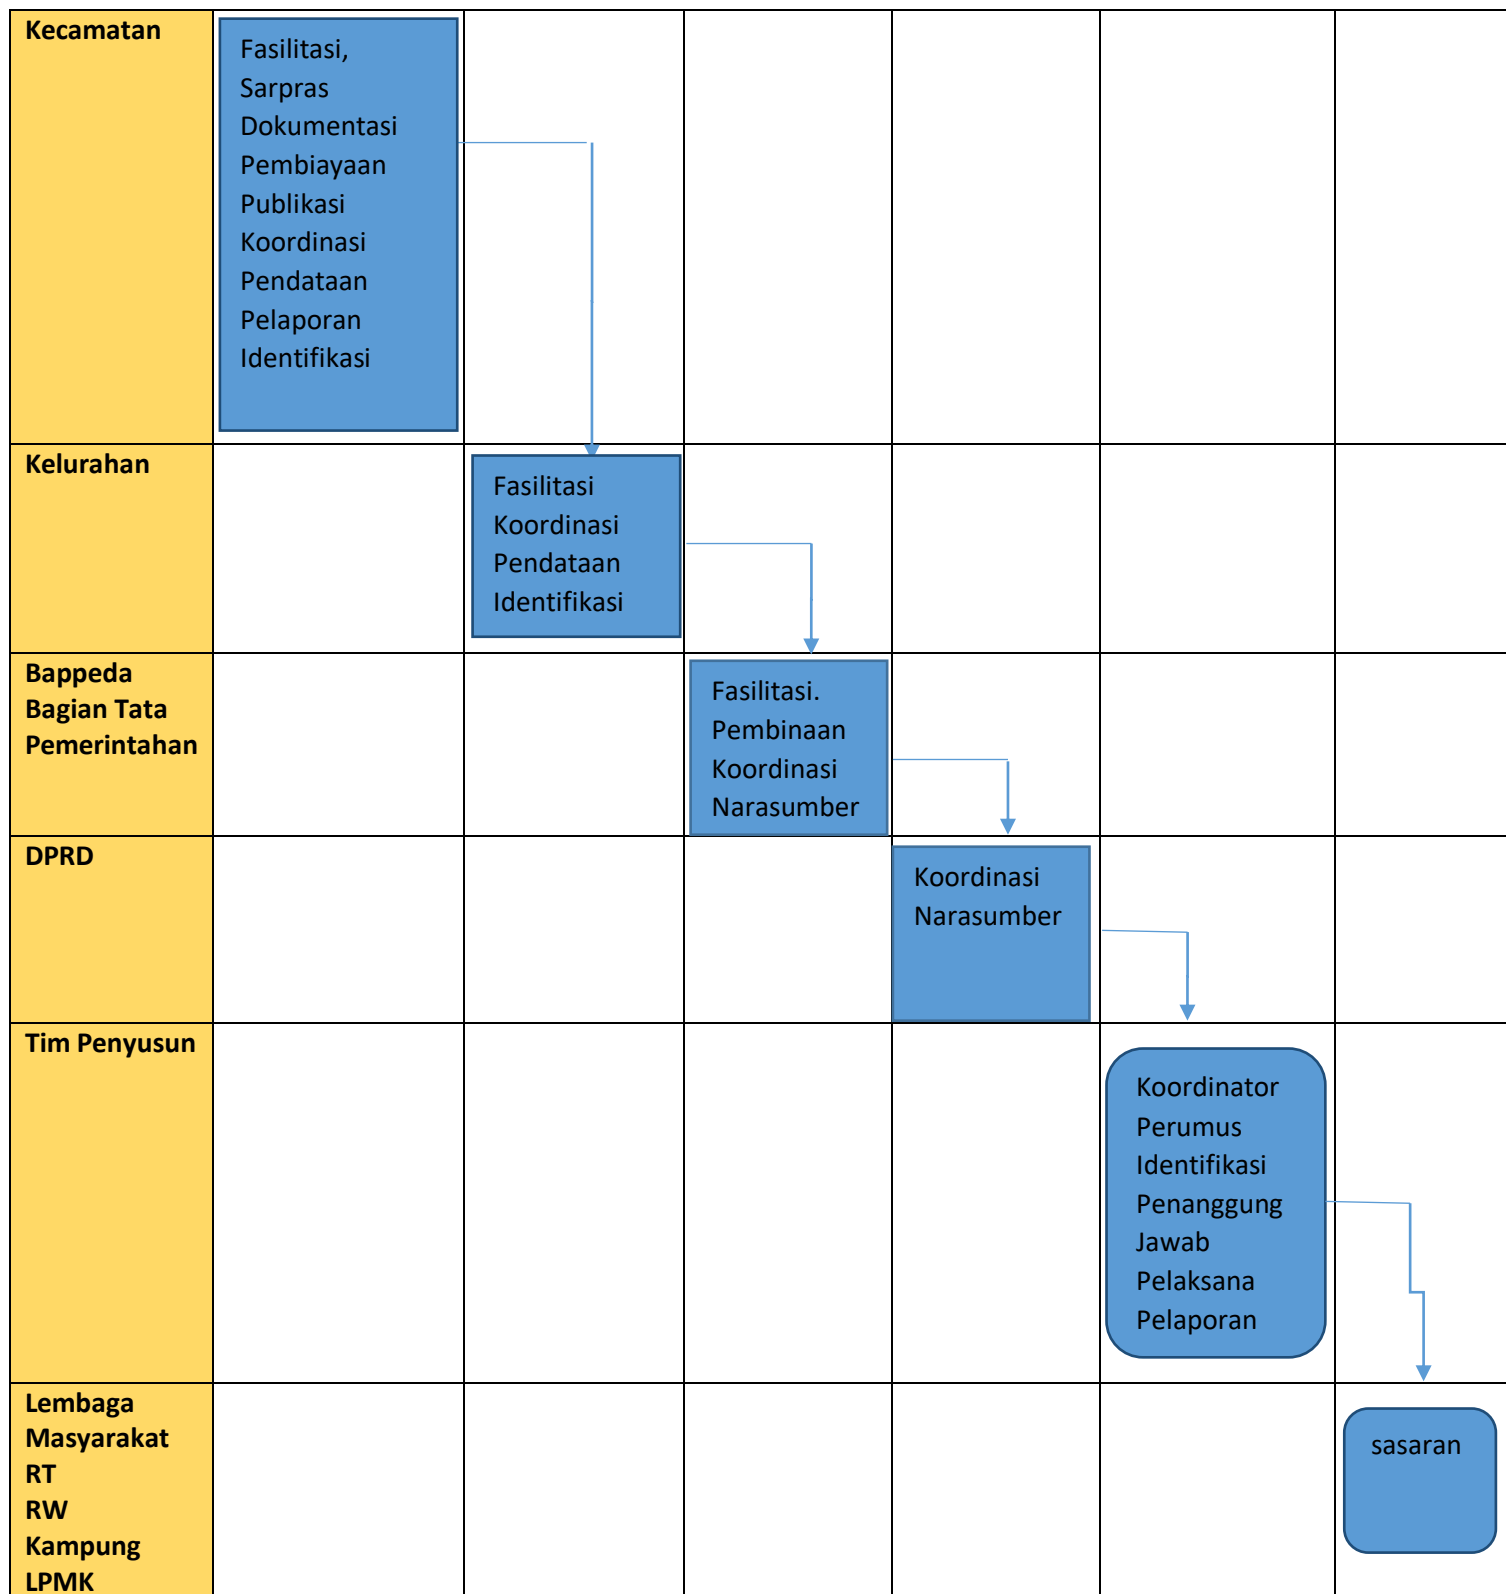 Kecamatan
Fasilitasi,
Sarpras
Dokumentasi
Pembiayaan
Publikasi
Koordinasi
Pendataan
Pelaporan
Identifikasi
Kelurahan
Fasilitasi
Koordinasi
Pendataan
Identifikasi
Bappeda
Bagian Tata
Pemerintahan
Fasilitasi.
Pembinaan
Koordinasi
Narasumber
DPRD
Koordinasi
Narasumber
Tim Penyusun
Koordinator
Perumus
Identifikasi
Penanggung
Jawab
Pelaksana
Pelaporan
Lembaga
Masyarakat
RT
RW
Kampung
LPMK
sasaran